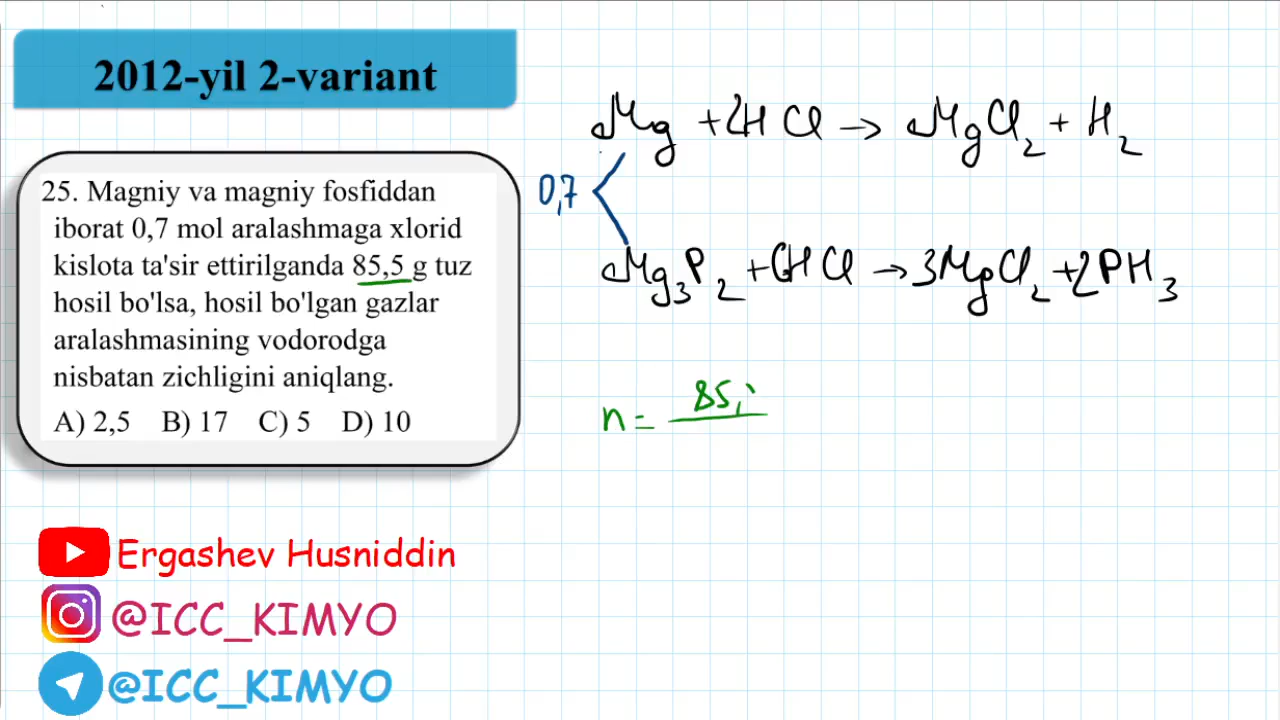 2012-yil 2-variant
25. Magniy va magniy fosfiddan
iborat 0,7 mol aralashmaga xlorid
kislota ta'sir ettirilganda 85,5 g tuz
hosil bo'lsa, hosil bo'lgan gazlar
aralashmasining vodorodga
nisbatan zichligini aniqlang.
A) 2,5 B) 17 C) 5 D) 10
Mg + 2HCl → MgCl₂ + H₂
0,7
Mg₃P₂ + 6HCl → 3MgCl₂ + 2PH₃
n = 85,
Ergashev Husniddin
@ICC_KIMYO
@ICC_KIMYO